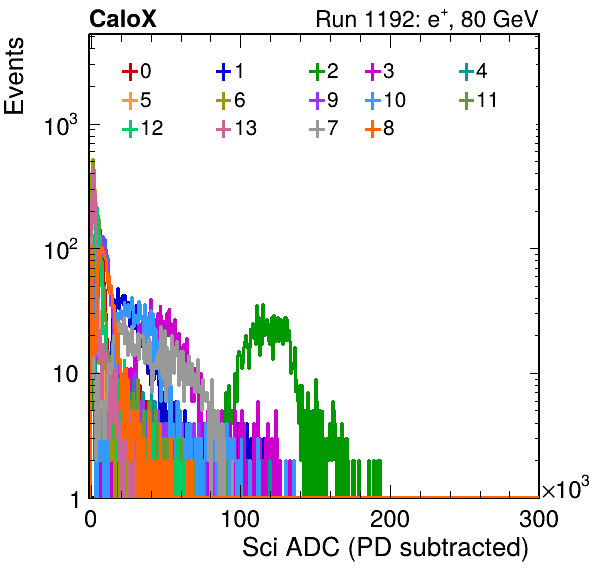 CaloX Run 1192: e⁺, 80 GeV
Events
0 1 2 3 4
5 6 9 10 11
12 13 7 8
10³
10²
10
1
0 100 200 300
×10³
Sci ADC (PD subtracted)